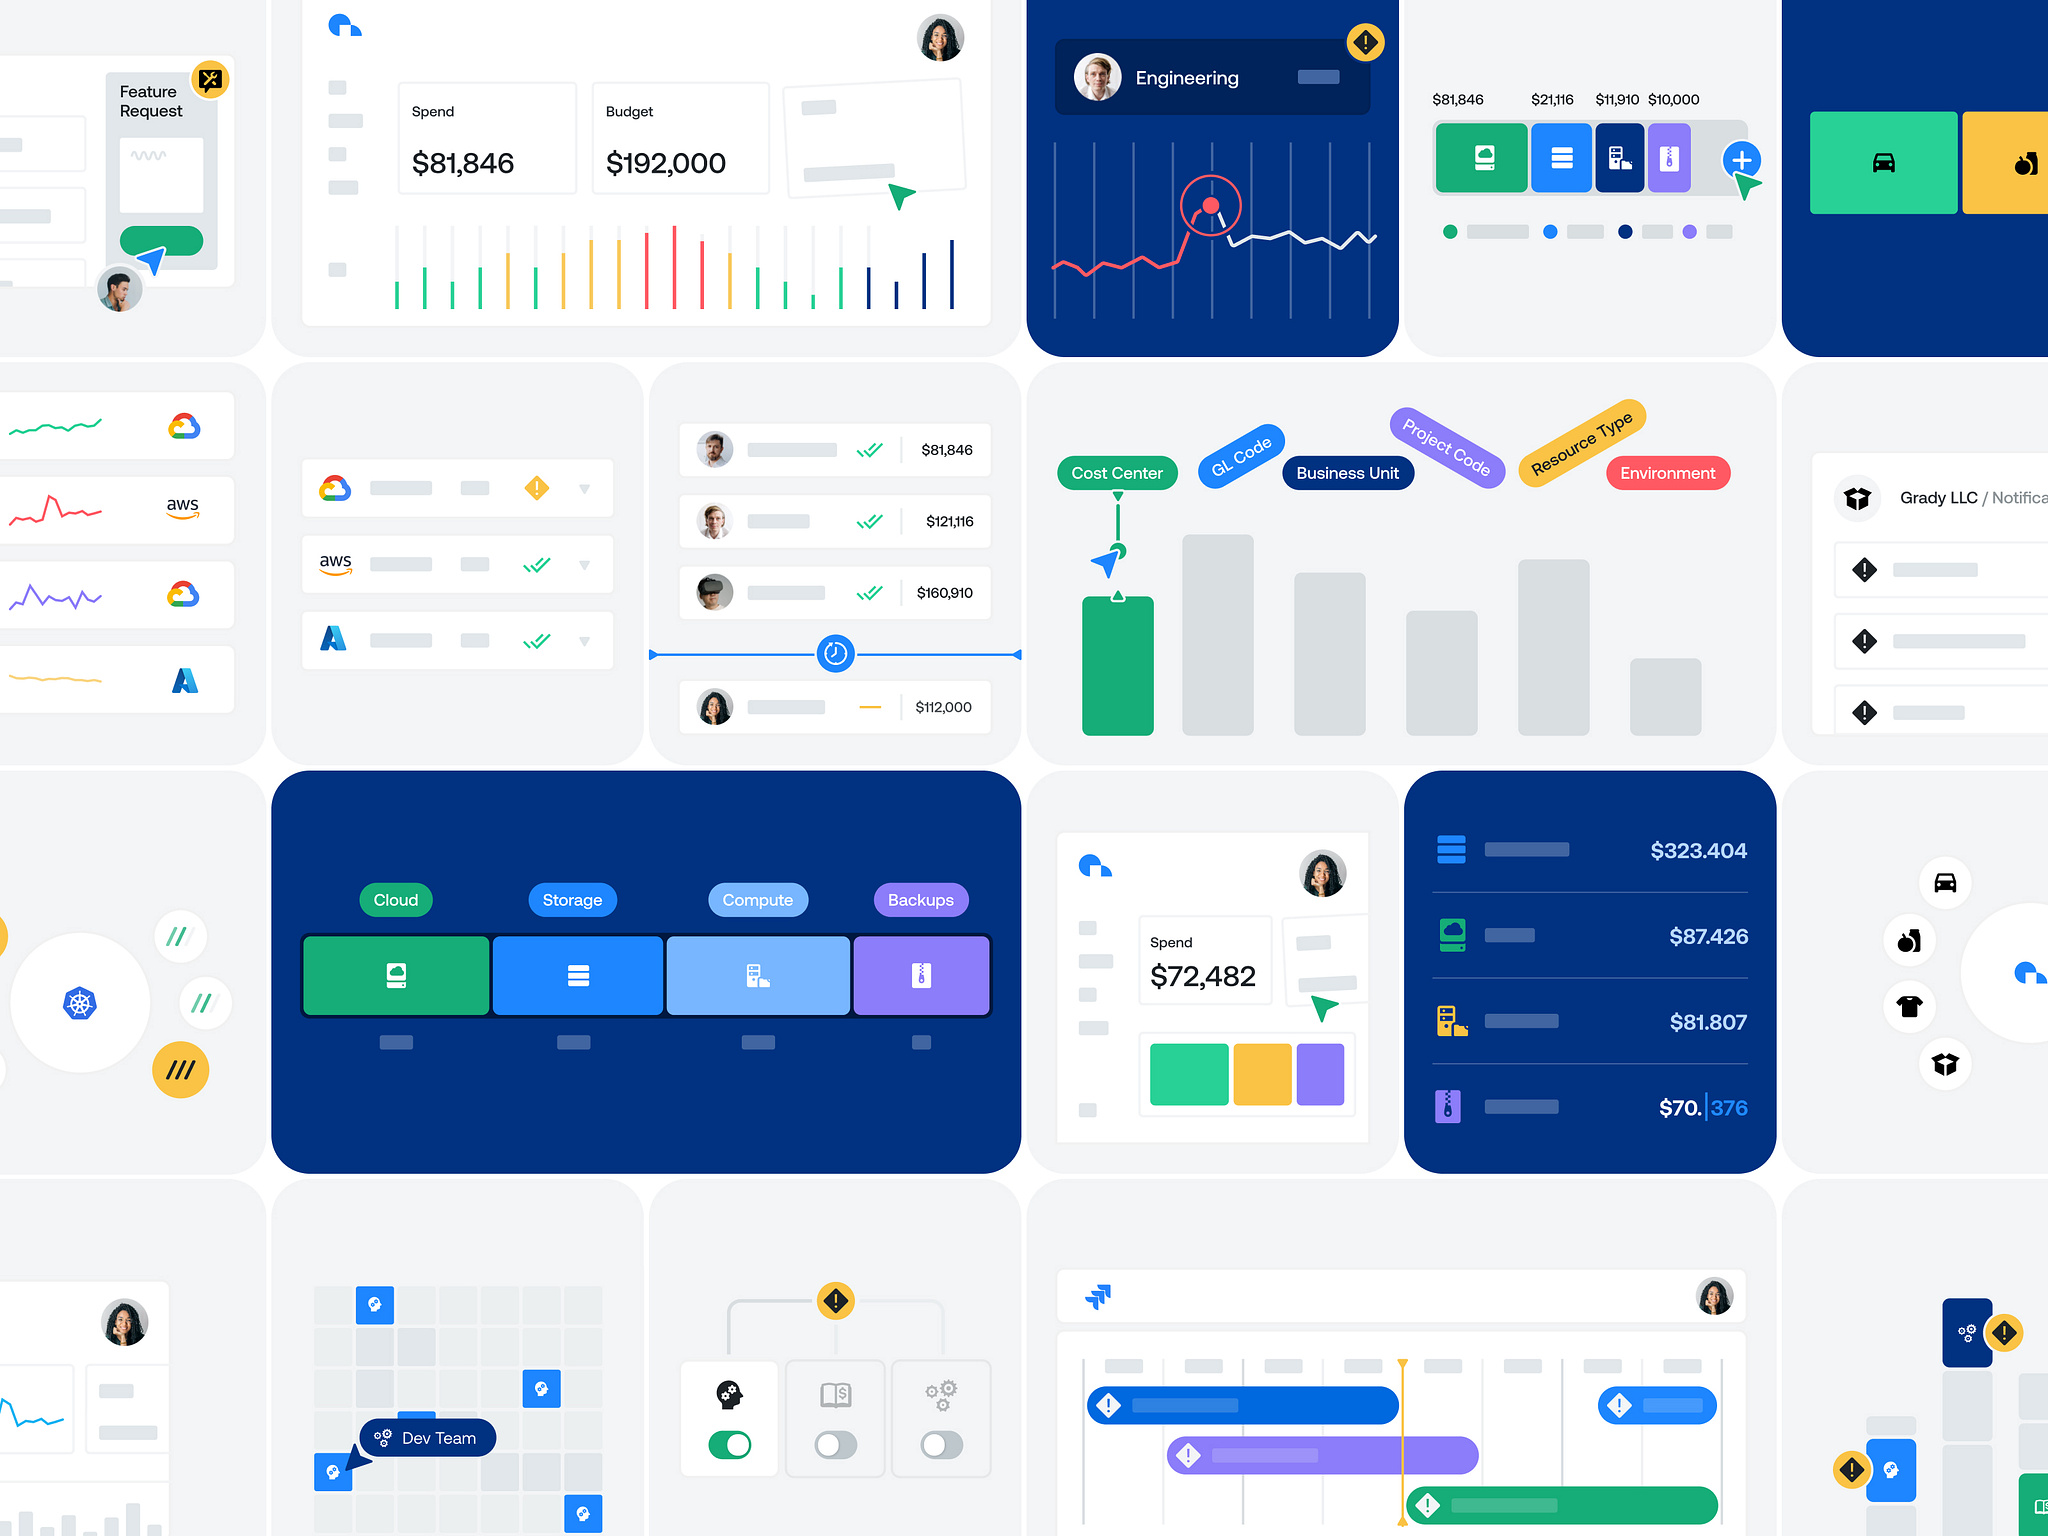 Feature
Request
Spend
$81,846
Budget
$192,000
Engineering
$81,846
$21,116
$11,910
$10,000
aws
aws
$81,846
$121,116
$160,910
$112,000
Cost Center
GL Code
Business Unit
Project Code
Resource Type
Environment
Grady LLC / Notifica
Cloud
Storage
Compute
Backups
Spend
$72,482
$323.404
$87.426
$81.807
$70.376
Dev Team